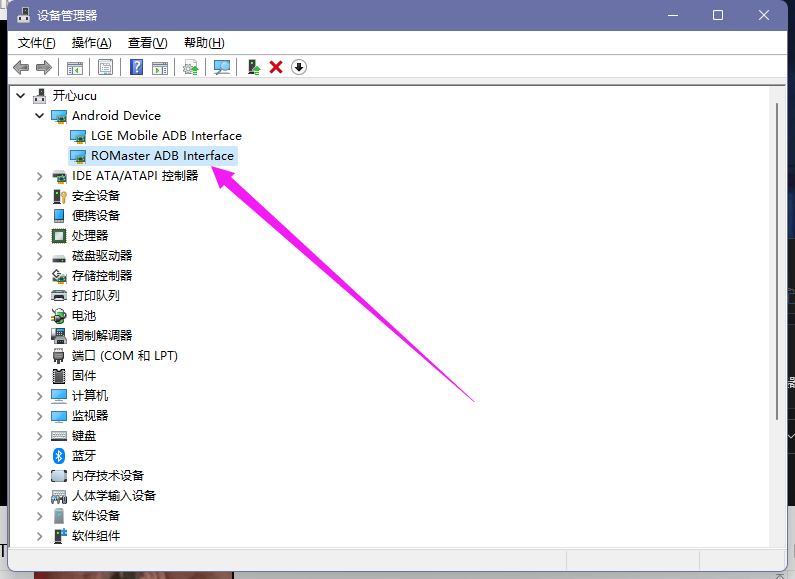 设备管理器
文件(F) 操作(A) 查看(V) 帮助(H)
开心ucu
Android Device
LGE Mobile ADB Interface
ROMaster ADB Interface
IDE ATA/ATAPI 控制器
安全设备
便携设备
处理器
磁盘驱动器
存储控制器
打印队列
电池
调制解调器
端口 (COM 和 LPT)
固件
计算机
监视器
键盘
蓝牙
内存技术设备
人体学输入设备
软件设备
软件组件